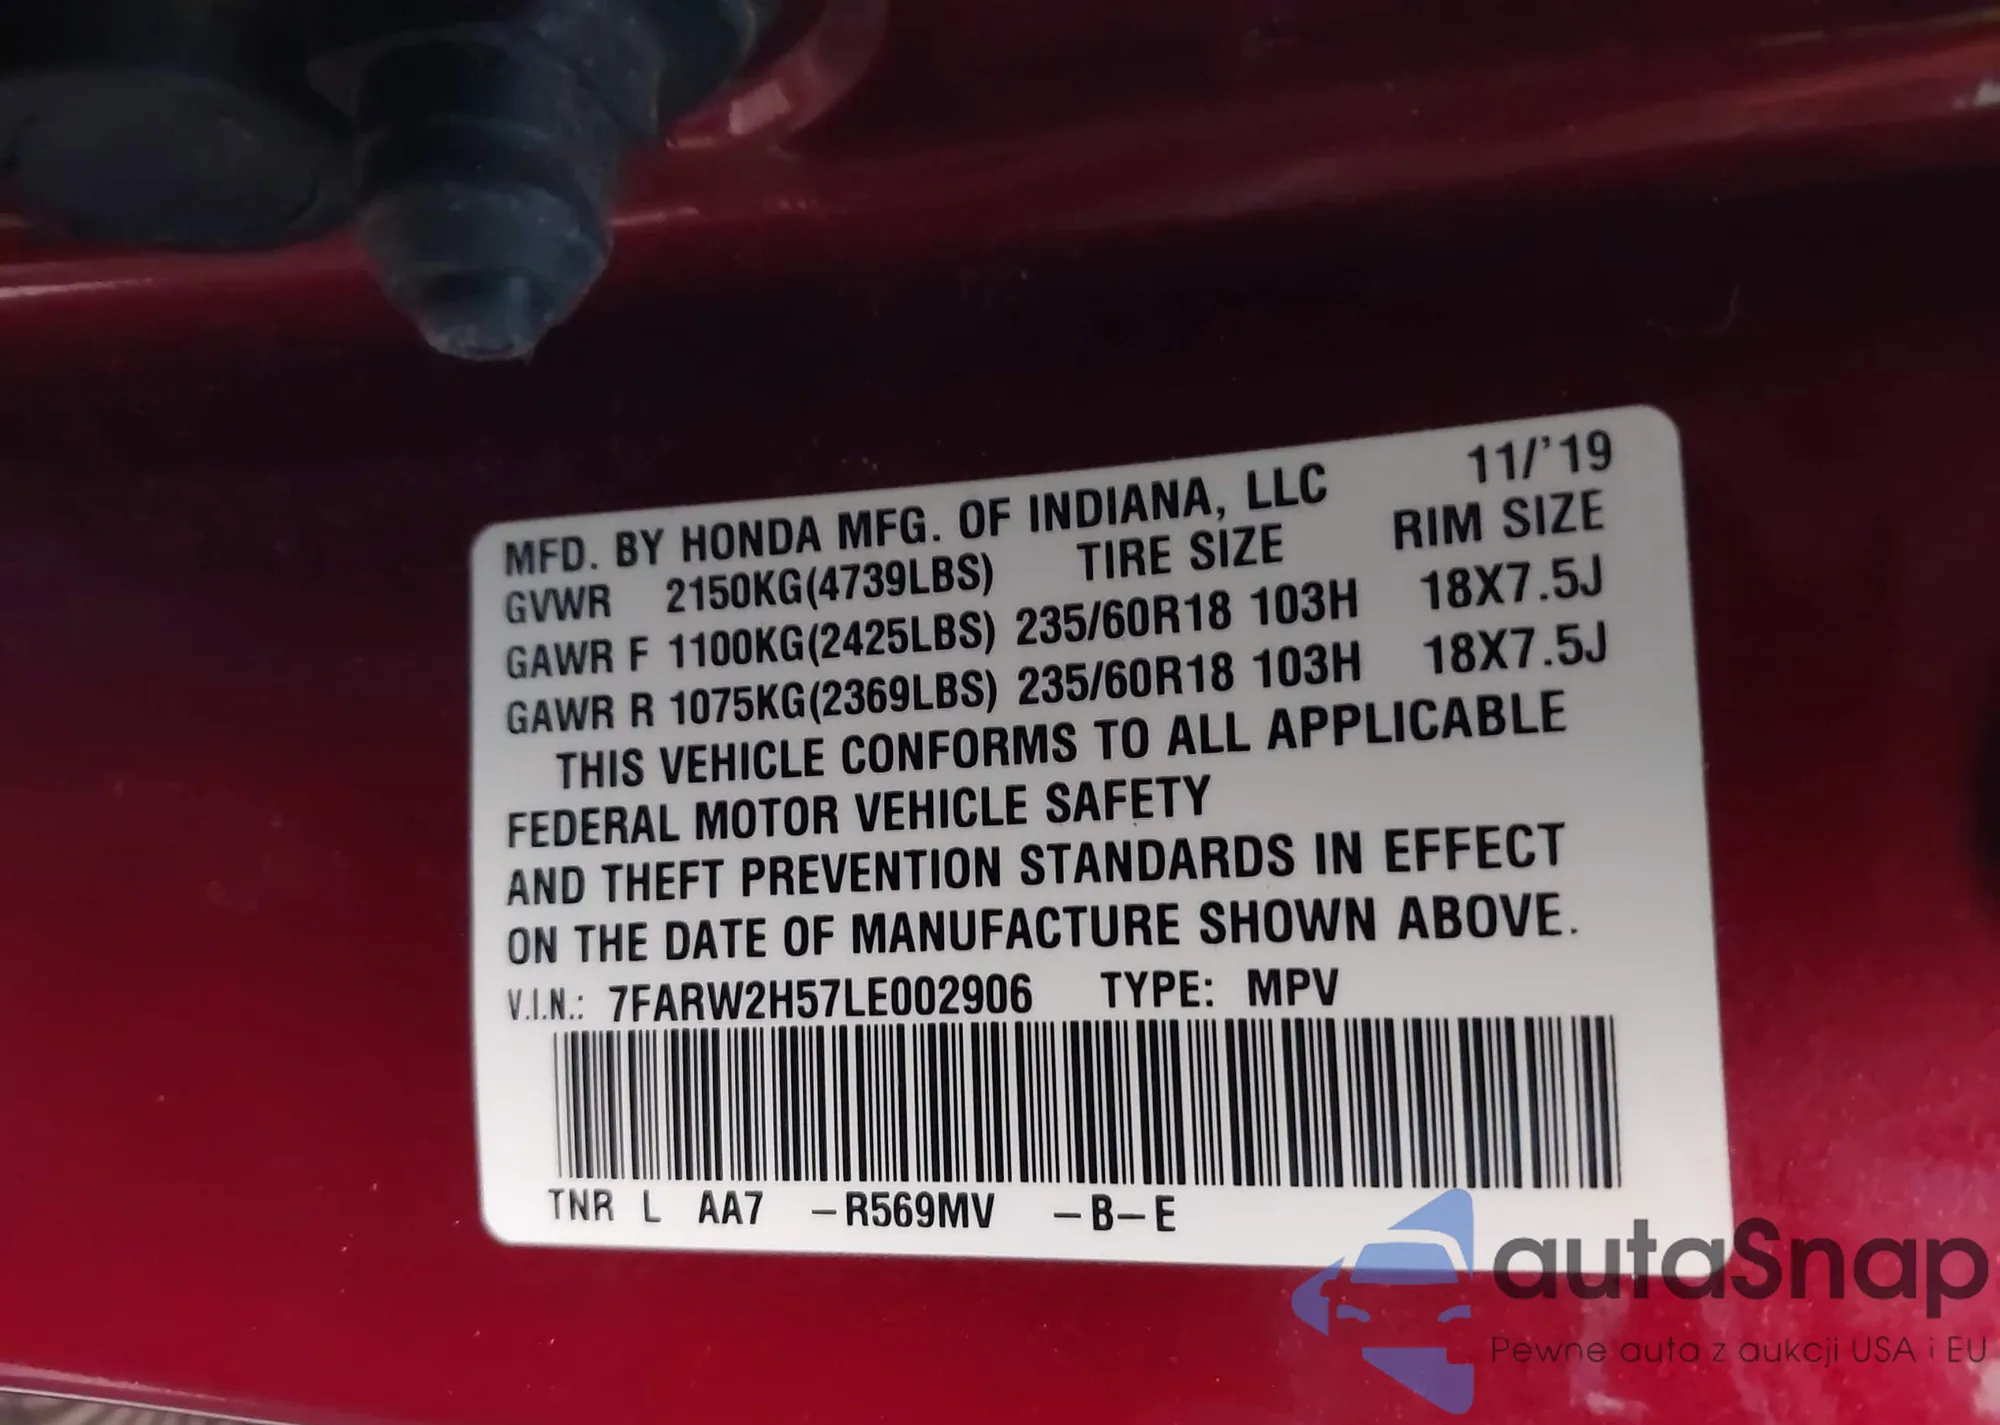 MFD. BY HONDA MFG. OF INDIANA, LLC 11/'19
GVWR 2150KG(4739LBS) TIRE SIZE RIM SIZE
GAWR F 1100KG(2425LBS) 235/60R18 103H 18X7.5J
GAWR R 1075KG(2369LBS) 235/60R18 103H 18X7.5J
THIS VEHICLE CONFORMS TO ALL APPLICABLE
FEDERAL MOTOR VEHICLE SAFETY
AND THEFT PREVENTION STANDARDS IN EFFECT
ON THE DATE OF MANUFACTURE SHOWN ABOVE.
V.I.N.: 7FARW2H57LE002906 TYPE: MPV
TNR L AA7 –R569MV –B–E
autaSnap
Pewne auta z aukcji USA i EU